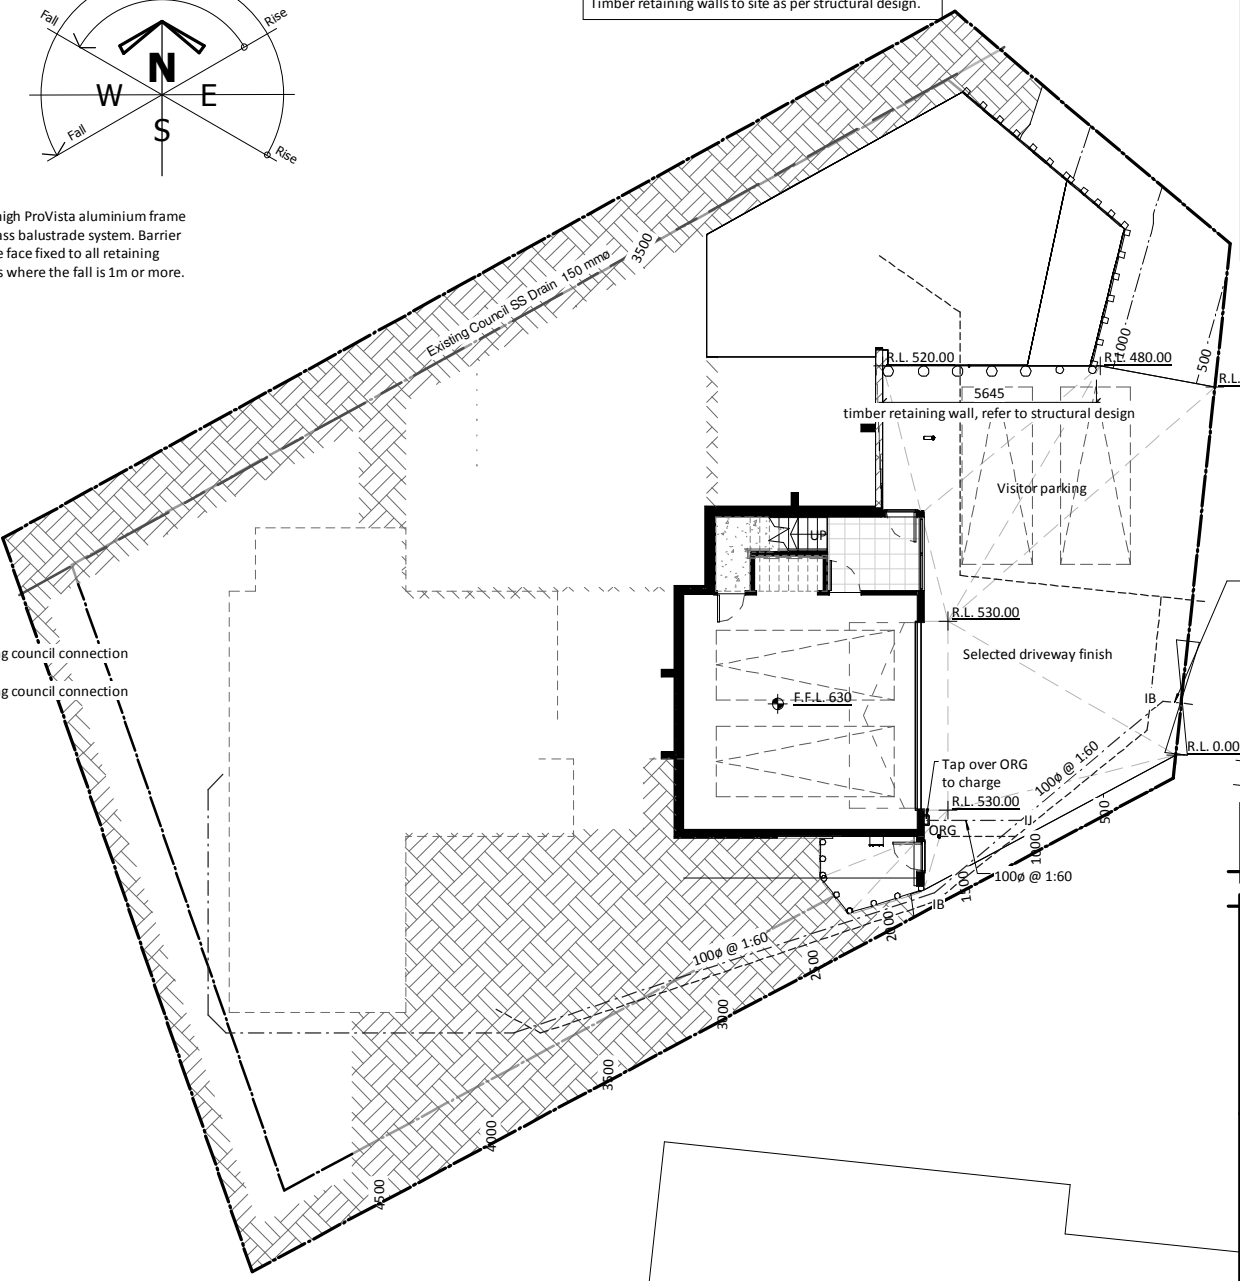 Timber retaining walls to site as per structural design.
Fall
Rise
N
W
E
S
Fall
Rise
high ProVista aluminium frame
ass balustrade system. Barrier
e face fixed to all retaining
s where the fall is 1m or more.
Existing Council SS Drain 150 mmø
3500
1000
500
R.L. 520.00
R.L. 480.00
R.L.
5645
timber retaining wall, refer to structural design
Visitor parking
UP
R.L. 530.00
Selected driveway finish
ng council connection
ng council connection
F.F.L. 630
IB
R.L. 0.00
Tap over ORG
to charge
100ø @ 1:60
R.L. 530.00
ORG
IJ
500
1000
100ø @ 1:60
1500
IB
2000
100ø @ 1:60
2500
3000
3500
4000
4500